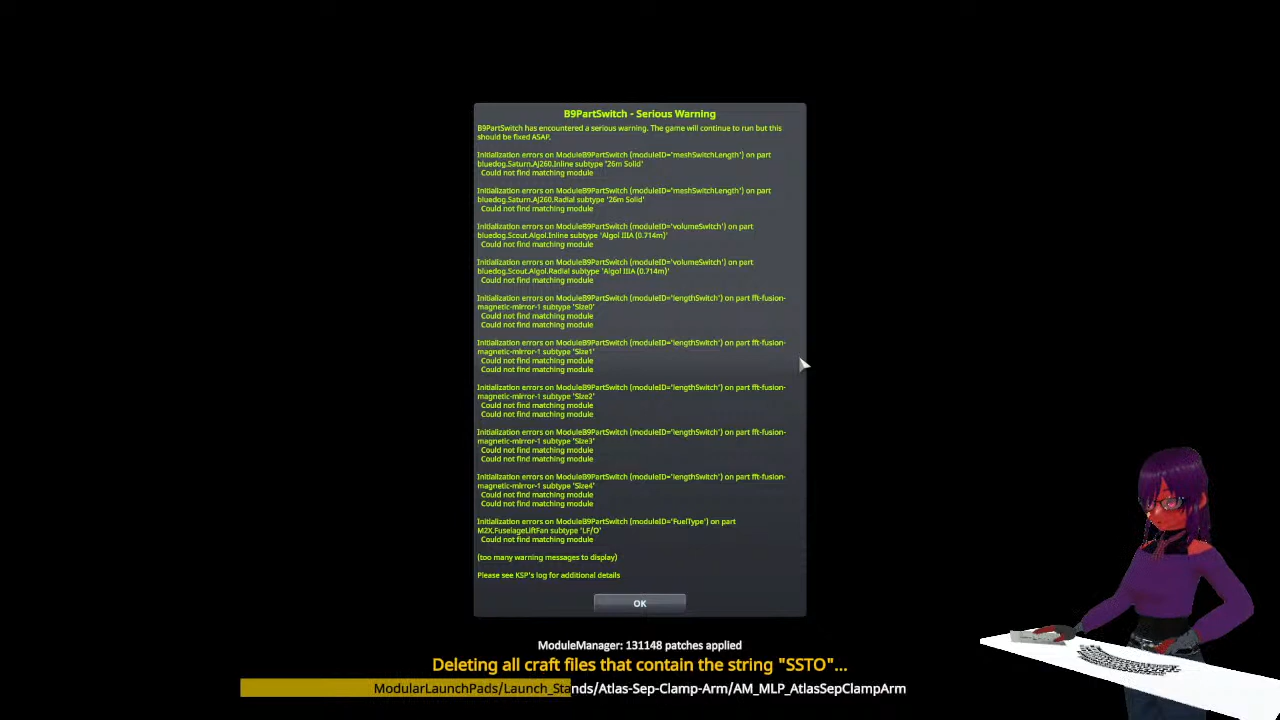 B9PartSwitch - Serious Warning
B9PartSwitch has encountered a serious warning. The game will continue to run but this
should be fixed ASAP.
Initialization errors on ModuleB9PartSwitch (moduleID='meshSwitchLength') on part
bluedog.Saturn.AJ260.Inline subtype '26m Solid'
Could not find matching module
Initialization errors on ModuleB9PartSwitch (moduleID='meshSwitchLength') on part
bluedog.Saturn.AJ260.Radial subtype '26m Solid'
Could not find matching module
Initialization errors on ModuleB9PartSwitch (moduleID='volumeSwitch') on part
bluedog.Scout.Algol.Inline subtype 'Algol IIIA (0.714m)'
Could not find matching module
Initialization errors on ModuleB9PartSwitch (moduleID='volumeSwitch') on part
bluedog.Scout.Algol.Radial subtype 'Algol IIIA (0.714m)'
Could not find matching module
Initialization errors on ModuleB9PartSwitch (moduleID='lengthSwitch') on part fft-fusion-
magnetic-mirror-1 subtype 'Size0'
Could not find matching module
Could not find matching module
Initialization errors on ModuleB9PartSwitch (moduleID='lengthSwitch') on part fft-fusion-
magnetic-mirror-1 subtype 'Size1'
Could not find matching module
Could not find matching module
Initialization errors on ModuleB9PartSwitch (moduleID='lengthSwitch') on part fft-fusion-
magnetic-mirror-1 subtype 'Size2'
Could not find matching module
Could not find matching module
Initialization errors on ModuleB9PartSwitch (moduleID='lengthSwitch') on part fft-fusion-
magnetic-mirror-1 subtype 'Size3'
Could not find matching module
Could not find matching module
Initialization errors on ModuleB9PartSwitch (moduleID='lengthSwitch') on part fft-fusion-
magnetic-mirror-1 subtype 'Size4'
Could not find matching module
Could not find matching module
Initialization errors on ModuleB9PartSwitch (moduleID='FuelType') on part
M2X.FuselageLiftFan subtype 'LF/O'
Could not find matching module
(too many warning messages to display)
Please see KSP's log for additional details
OK
ModuleManager: 131148 patches applied
Deleting all craft files that contain the string "SSTO"...
ModularLaunchPads/Launch_Stands/Atlas-Sep-Clamp-Arm/AM_MLP_AtlasSepClampArm